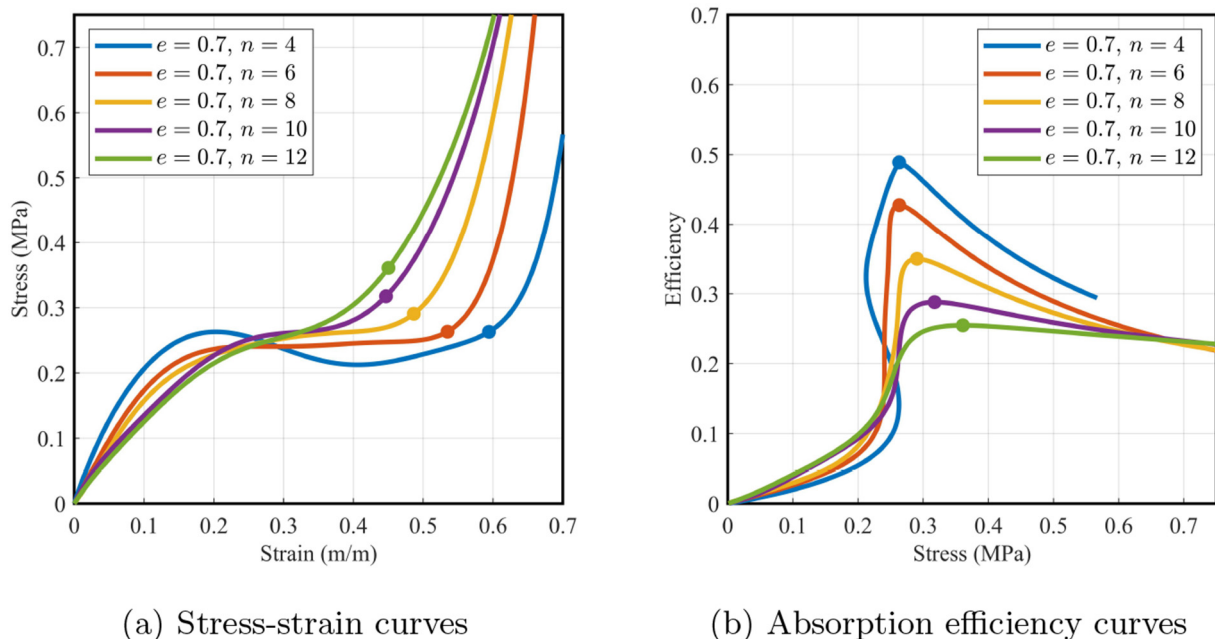 e = 0.7, n = 4
e = 0.7, n = 6
e = 0.7, n = 8
e = 0.7, n = 10
e = 0.7, n = 12
0.7
0.6
0.5
0.4
0.3
0.2
0.1
0
Stress (MPa)
0 0.1 0.2 0.3 0.4 0.5 0.6 0.7
Strain (m/m)
(a) Stress-strain curves
e = 0.7, n = 4
e = 0.7, n = 6
e = 0.7, n = 8
e = 0.7, n = 10
e = 0.7, n = 12
0.7
0.6
0.5
0.4
0.3
0.2
0.1
0
Efficiency
0 0.1 0.2 0.3 0.4 0.5 0.6 0.7
Stress (MPa)
(b) Absorption efficiency curves